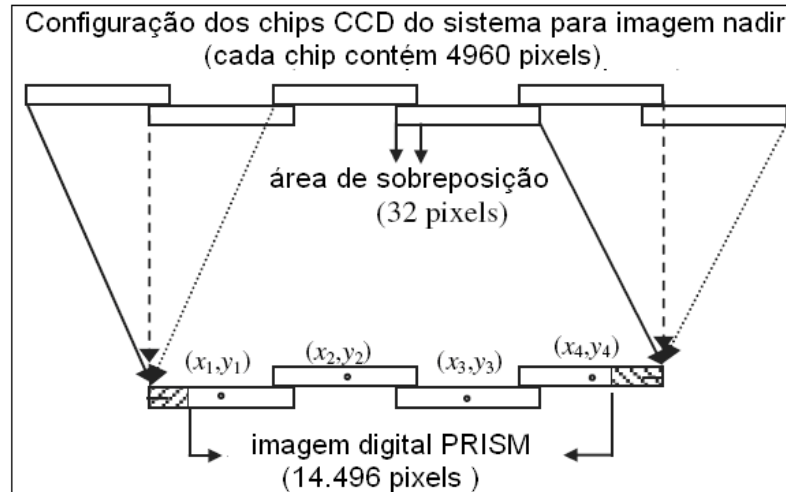 Configuração dos chips CCD do sistema para imagem nadir
(cada chip contém 4960 pixels)
área de sobreposição
(32 pixels)
(x₁,y₁)
(x₂,y₂)
(x₃,y₃)
(x₄,y₄)
imagem digital PRISM
(14.496 pixels )